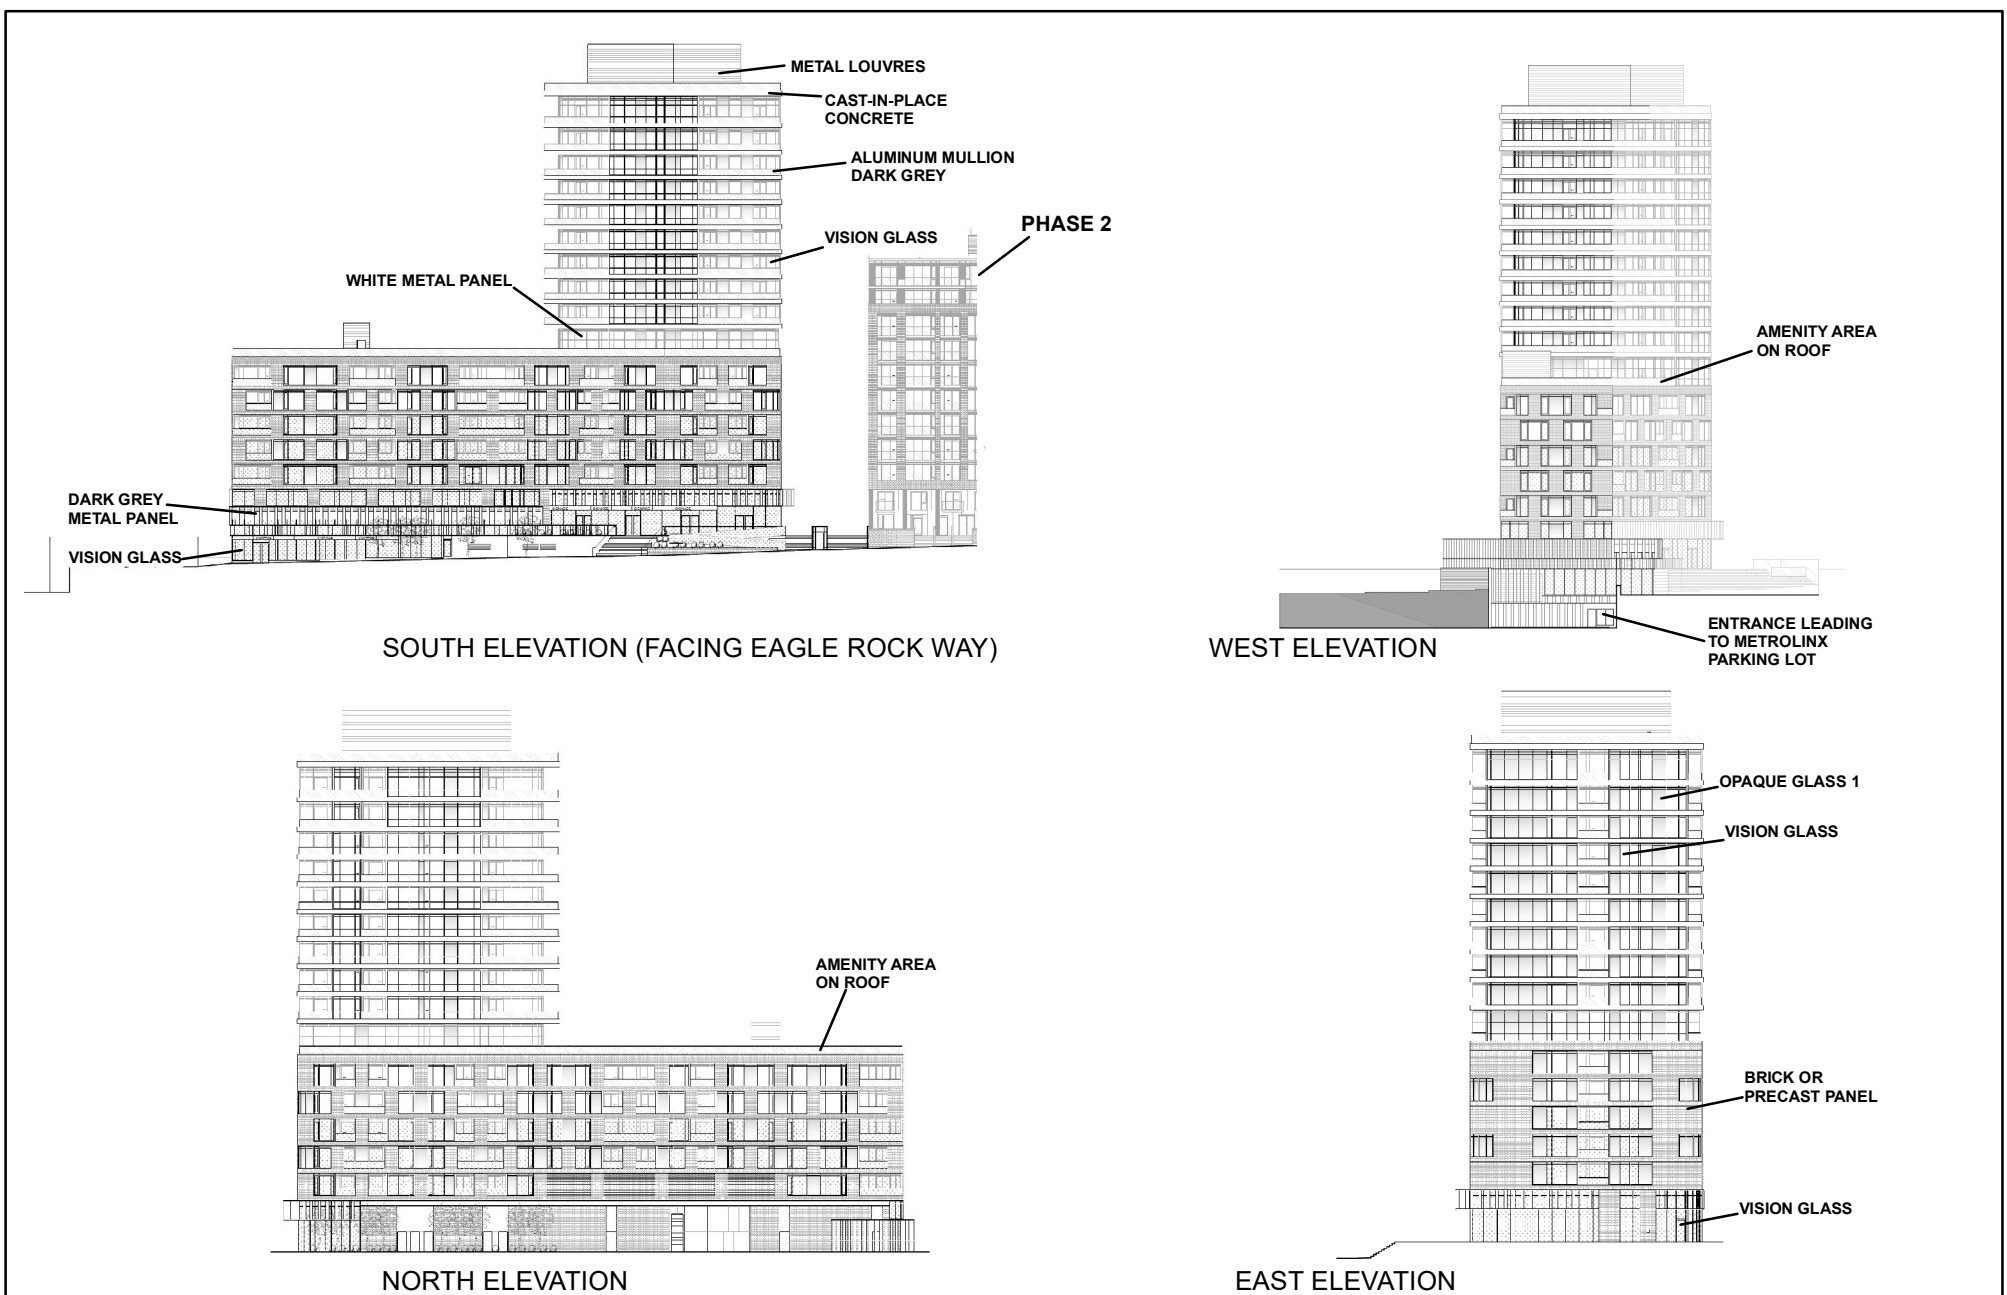 METAL LOUVRES
CAST-IN-PLACE
CONCRETE
ALUMINUM MULLION
DARK GREY
PHASE 2
VISION GLASS
WHITE METAL PANEL
DARK GREY
METAL PANEL
VISION GLASS
SOUTH ELEVATION (FACING EAGLE ROCK WAY)
AMENITY AREA
ON ROOF
ENTRANCE LEADING
TO METROLINX
PARKING LOT
WEST ELEVATION
AMENITY AREA
ON ROOF
NORTH ELEVATION
OPAQUE GLASS 1
VISION GLASS
BRICK OR
PRECAST PANEL
VISION GLASS
EAST ELEVATION